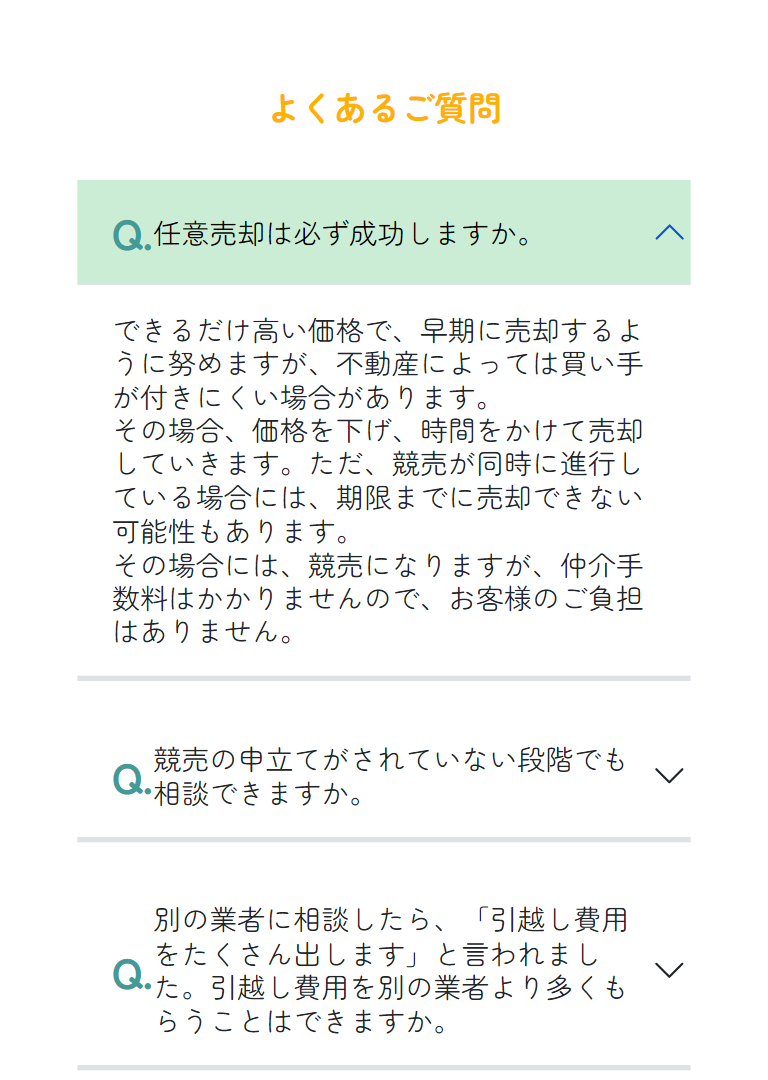 よくあるご質問
Q.任意売却は必ず成功しますか。
できるだけ高い価格で、早期に売却するよ
うに努めますが、不動産によっては買い手
が付きにくい場合があります。
その場合、価格を下げ、時間をかけて売却
していきます。ただ、競売が同時に進行し
ている場合には、期限までに売却できない
可能性もあります。
その場合には、競売になりますが、仲介手
数料はかかりませんので、お客様のご負担
はありません。
Q.競売の申立てがされていない段階でも
相談できますか。
Q.別の業者に相談したら、「引越し費用
をたくさん出します」と言われまし
た。引越し費用を別の業者より多くも
らうことはできますか。